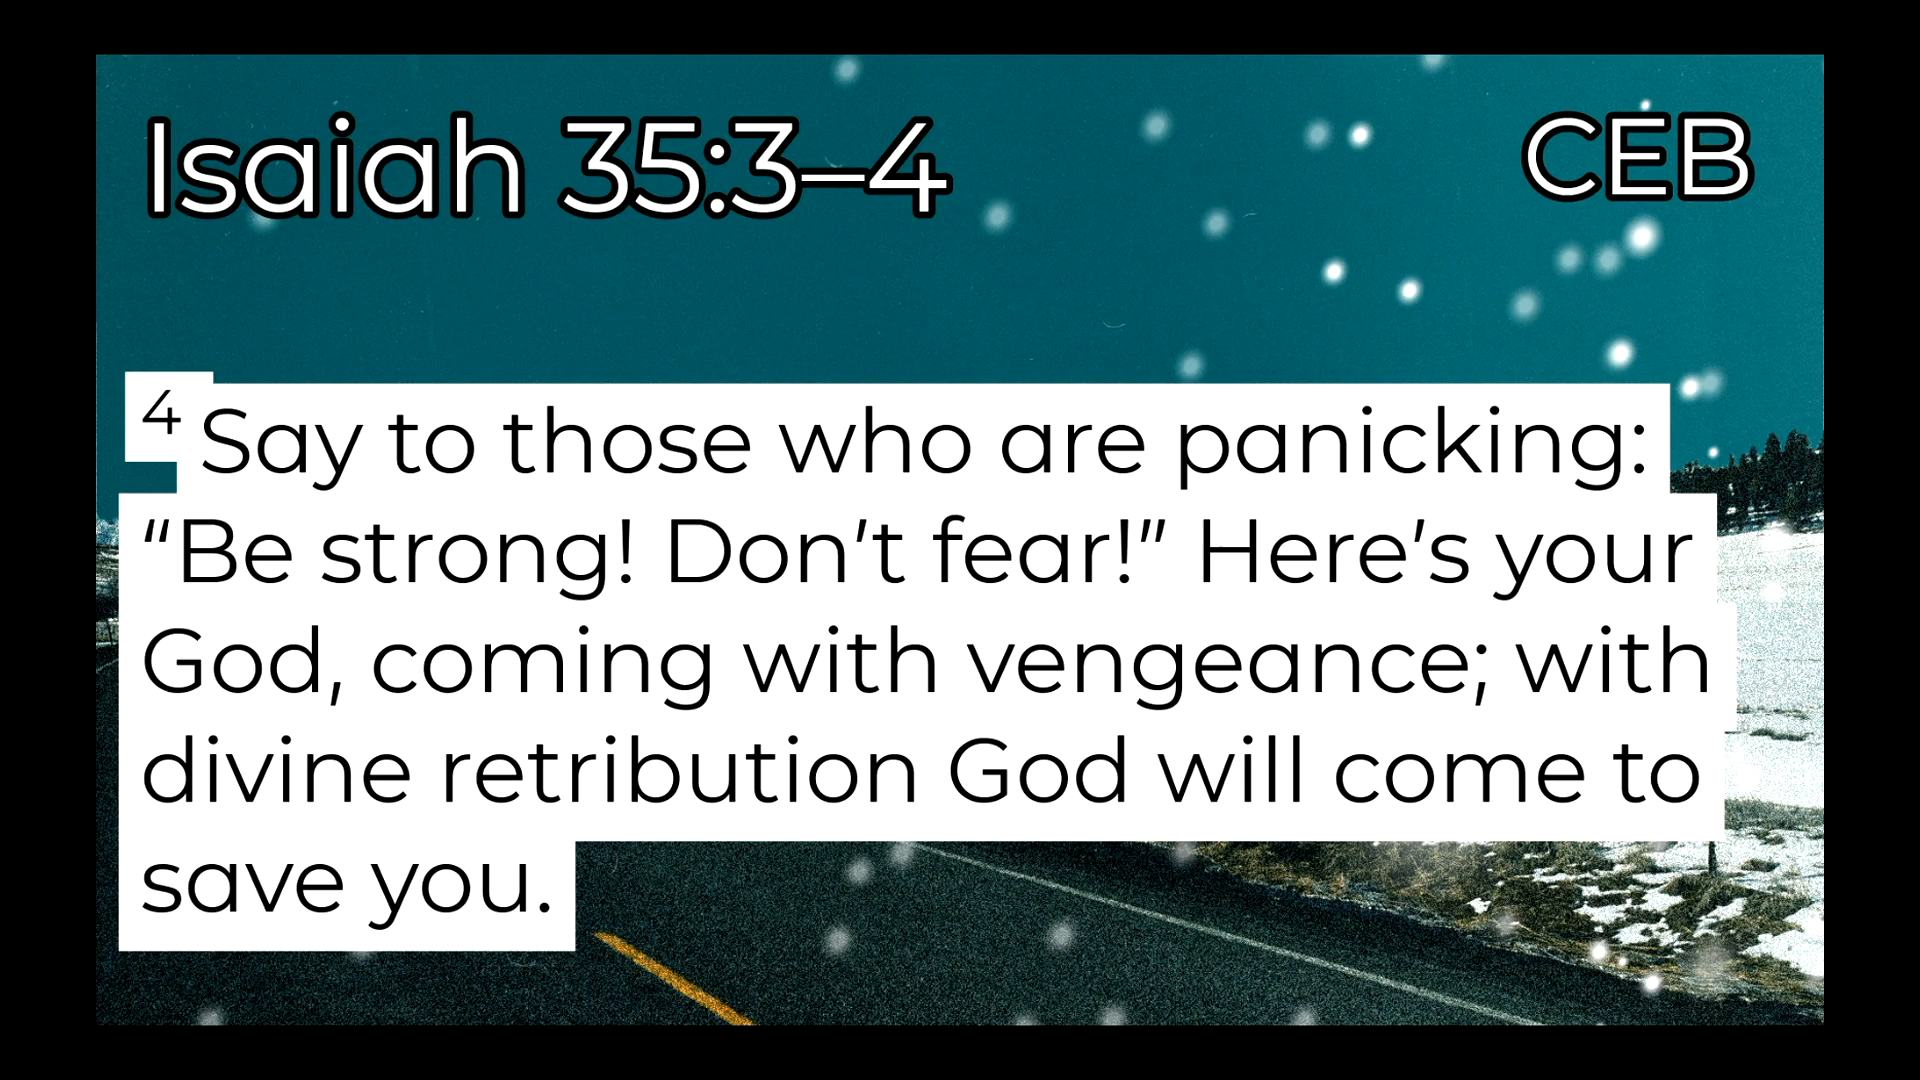 Isaiah 35:3–4
CEB
4 Say to those who are panicking:
“Be strong! Don’t fear!” Here’s your
God, coming with vengeance; with
divine retribution God will come to
save you.